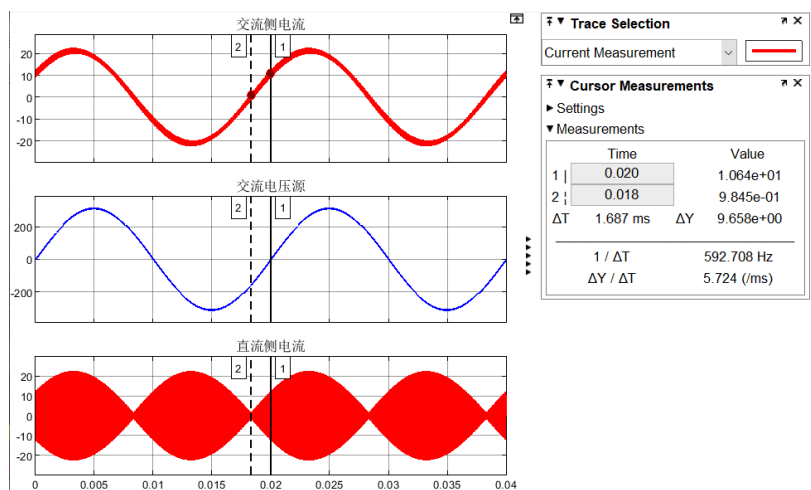 交流侧电流
2
1
20
10
0
-10
-20
交流电压源
2
1
200
0
-200
直流侧电流
2
1
20
10
0
-10
-20
0 0.005 0.01 0.015 0.02 0.025 0.03 0.035 0.04
Trace Selection
Current Measurement
Cursor Measurements
Settings
Measurements
Time Value
1 | 0.020 1.064e+01
2 ¦ 0.018 9.845e-01
ΔT 1.687 ms ΔY 9.658e+00
1 / ΔT 592.708 Hz
ΔY / ΔT 5.724 (/ms)